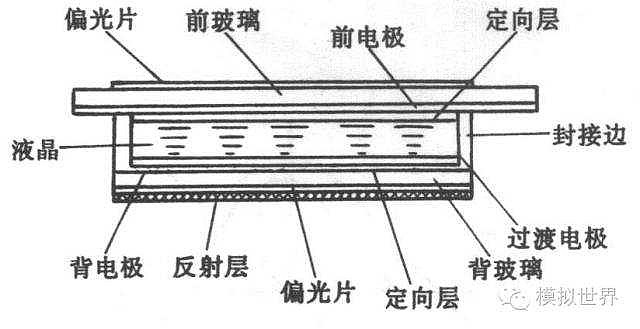 偏光片
前玻璃
前电极
定向层
液晶
封接边
过渡电极
背电极
反射层
偏光片
定向层
背玻璃
模拟世界